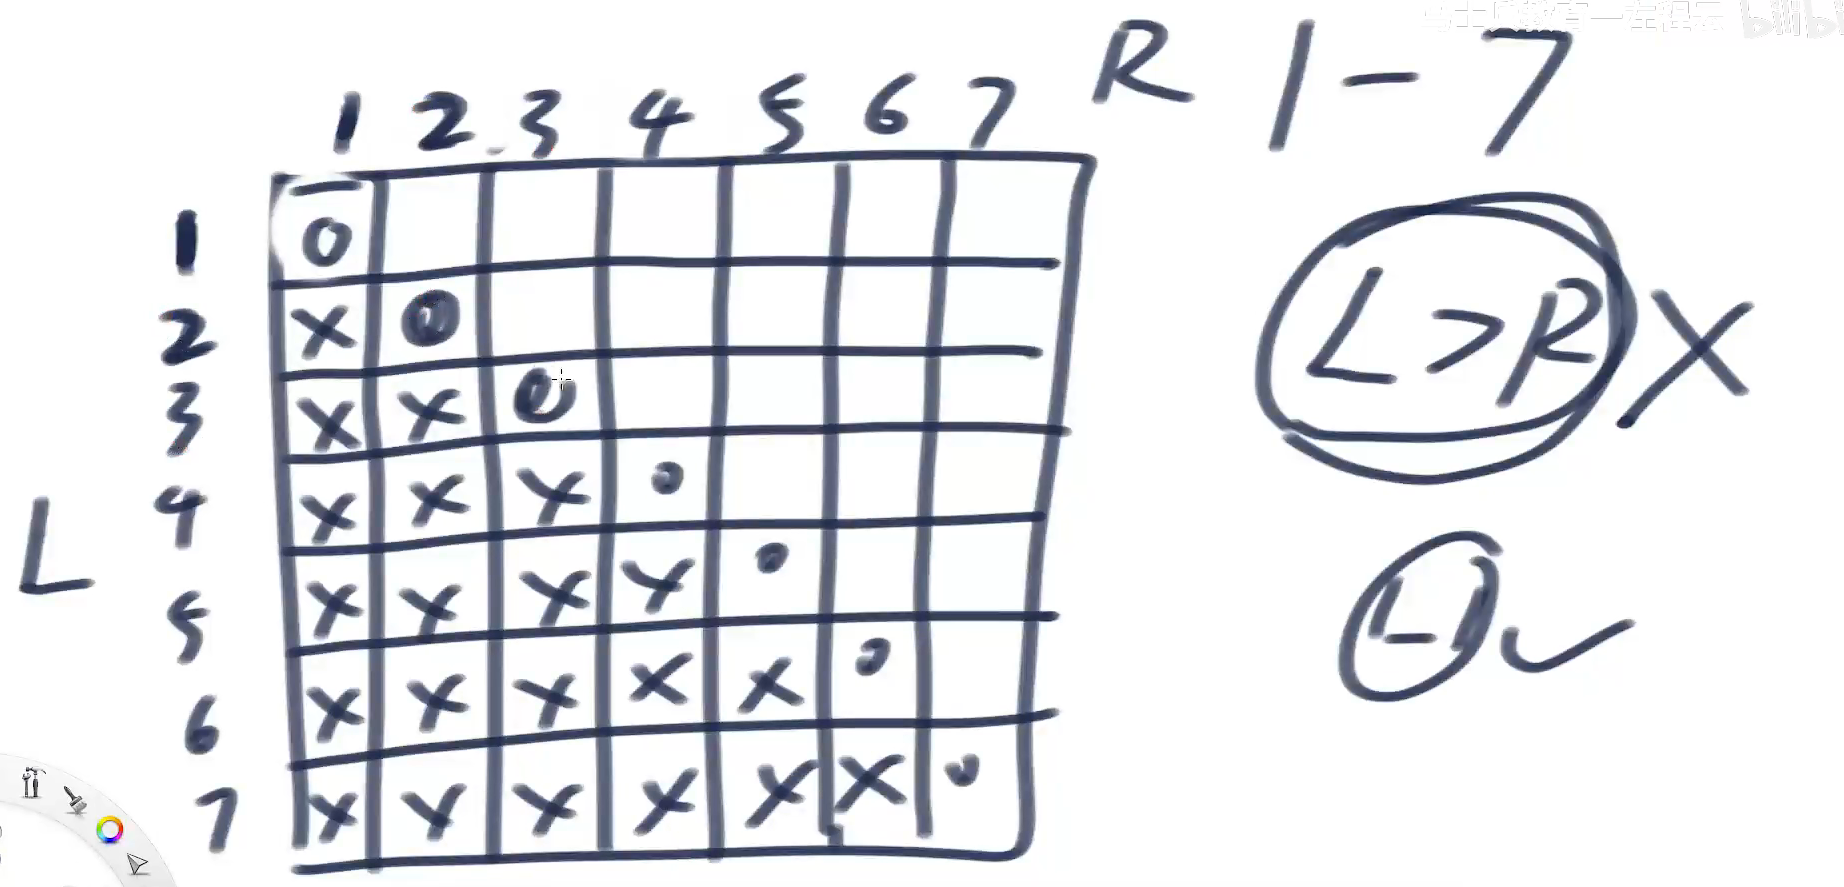 R 1-7
1 2 3 4 5 6 7
1 0
2 X 0
3 X X 0
L 4 X X X 0
5 X X X X 0
6 X X X X X 0
7 X X X X X X 0
L>R X
bilibi